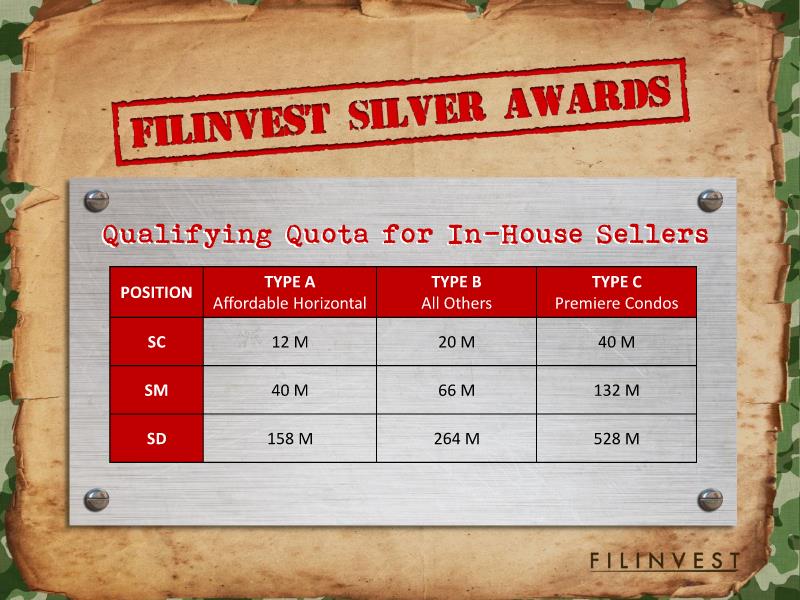 FILINVEST SILVER AWARDS
Qualifying Quota for In-House Sellers
POSITION TYPE A TYPE B TYPE C
Affordable Horizontal All Others Premiere Condos
SC 12 M 20 M 40 M
SM 40 M 66 M 132 M
SD 158 M 264 M 528 M
FILINVEST